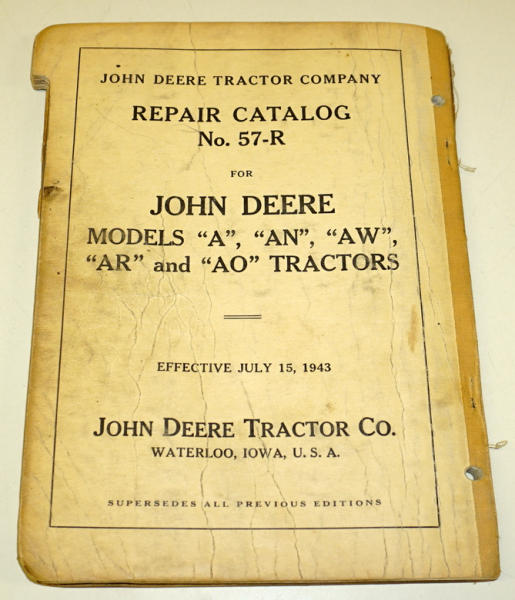 JOHN DEERE TRACTOR COMPANY
REPAIR CATALOG
No. 57-R
FOR
JOHN DEERE
MODELS “A”, “AN”, “AW”,
“AR” and “AO” TRACTORS
EFFECTIVE JULY 15, 1943
JOHN DEERE TRACTOR CO.
WATERLOO, IOWA, U. S. A.
SUPERSEDES ALL PREVIOUS EDITIONS